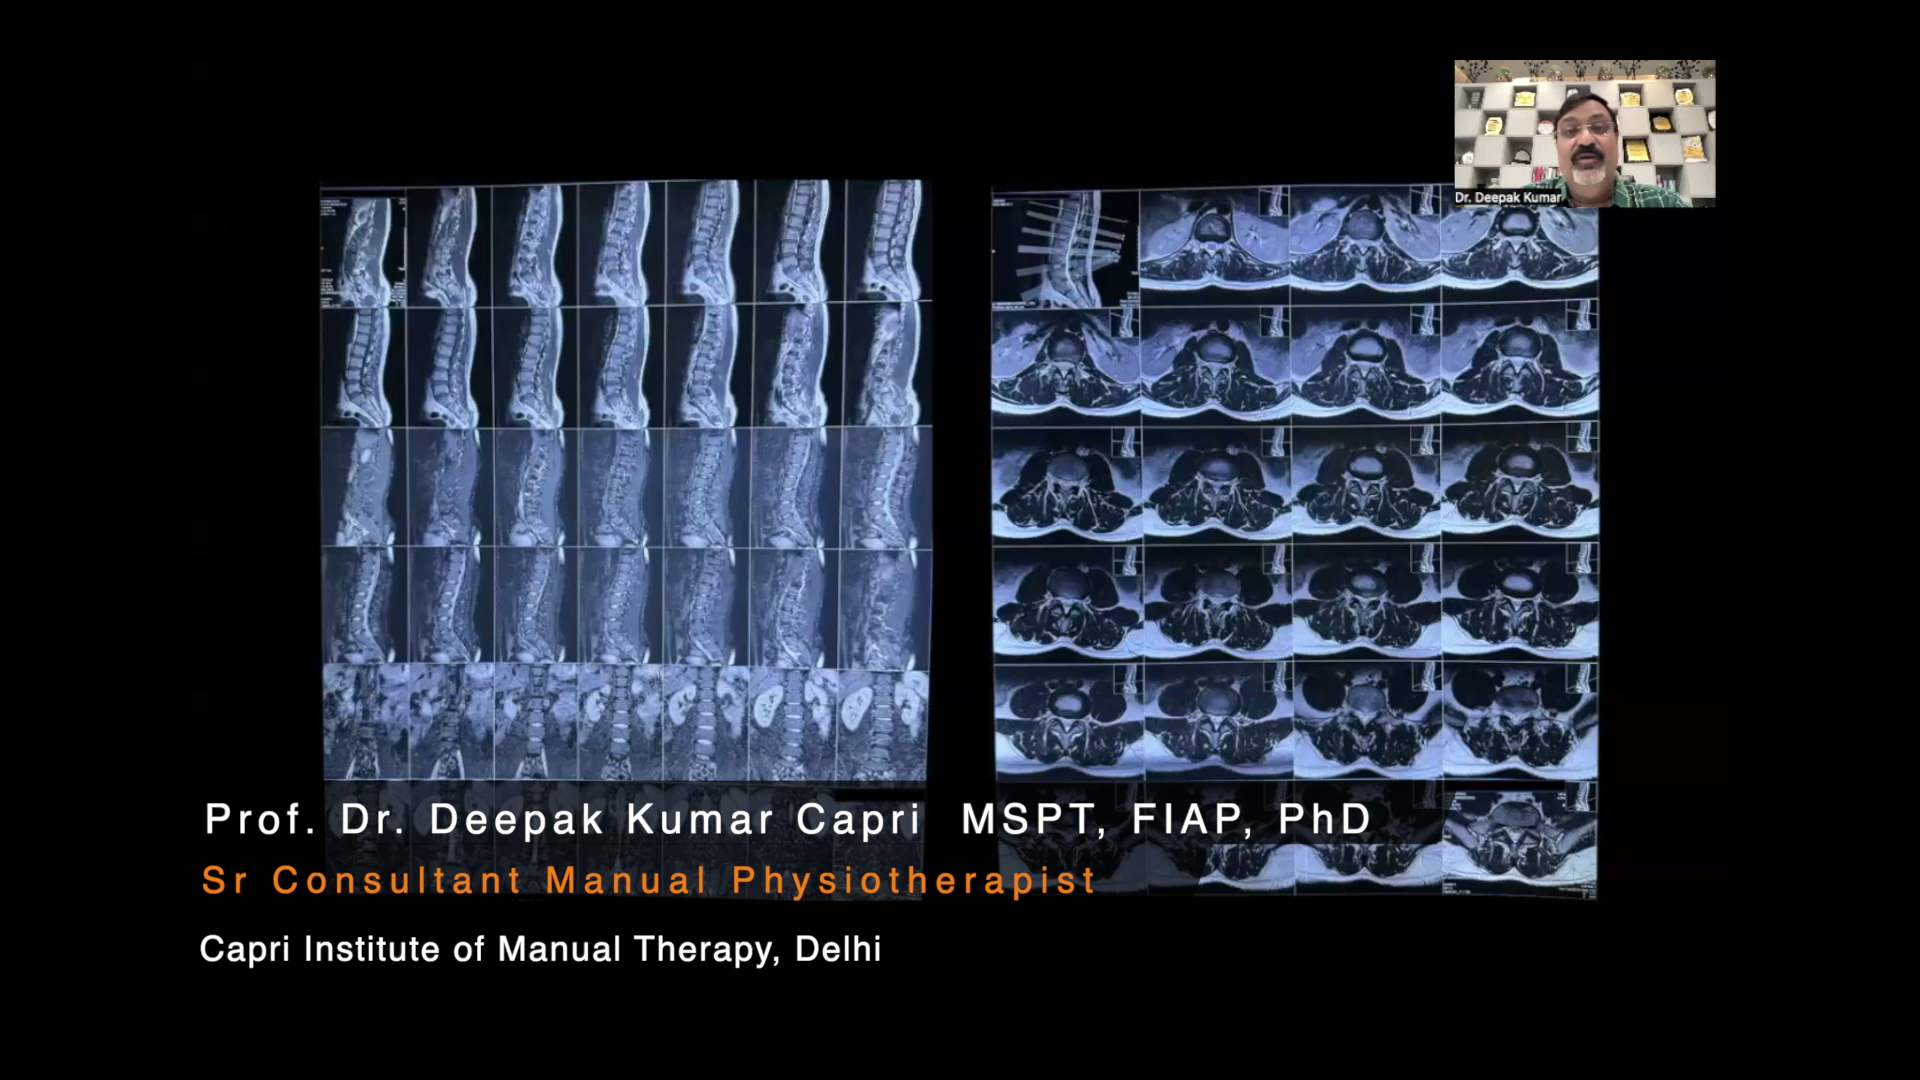 Dr. Deepak Kumar
Prof. Dr. Deepak Kumar Capri MSPT, FIAP, PhD
Sr Consultant Manual Physiotherapist
Capri Institute of Manual Therapy, Delhi